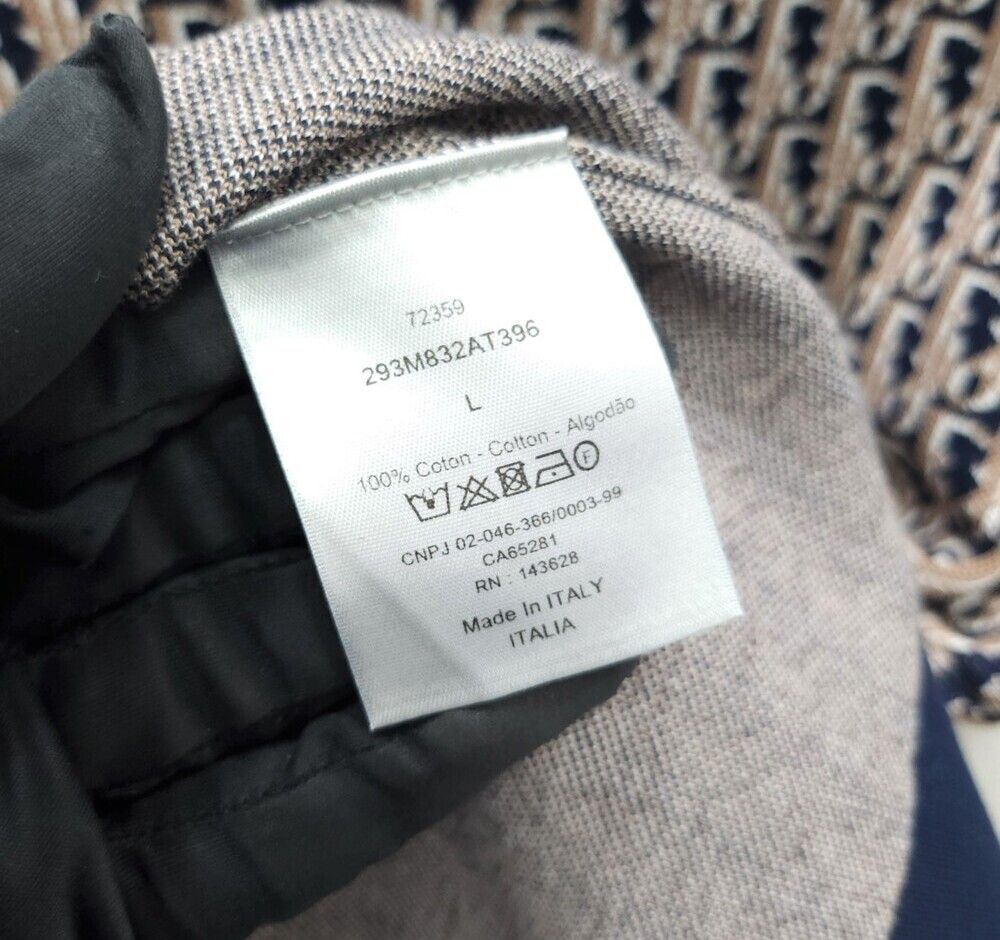 72359
293M832AT396
L
100% Coton - Cotton - Algodão
F
CNPJ 02-046-366/0003-99
CA65281
RN : 143628
Made In ITALY
ITALIA